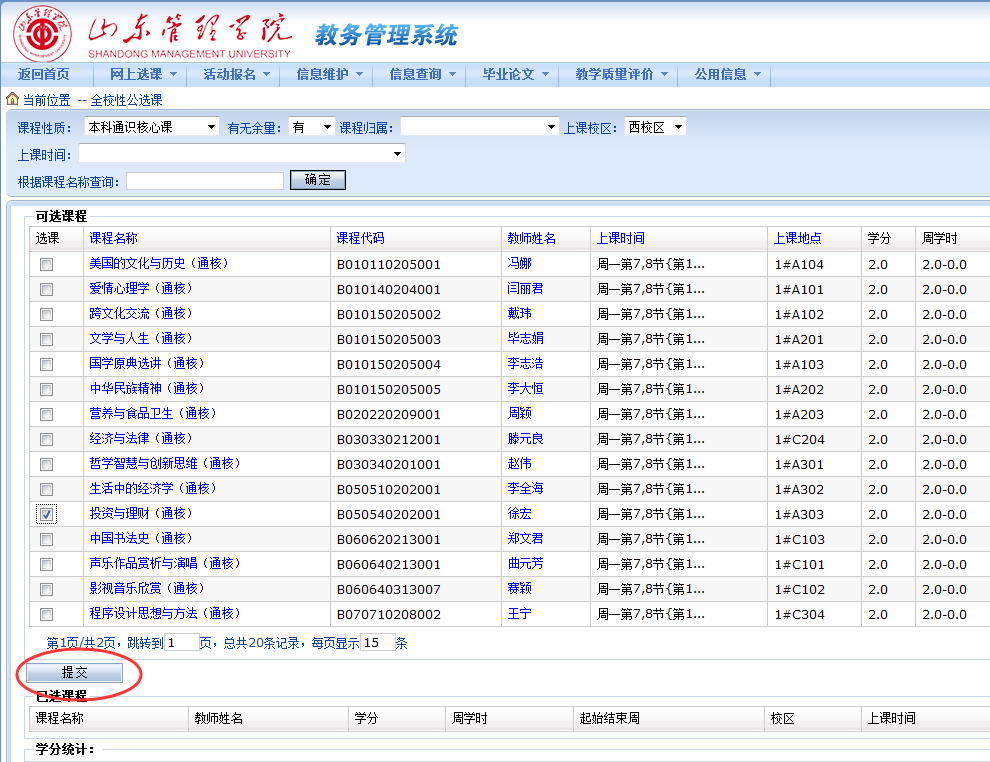 山东管理学院
SHANDONG MANAGEMENT UNIVERSITY
教务管理系统
返回首页 网上选课 活动报名 信息维护 信息查询 毕业论文 教学质量评价 公用信息
当前位置 -- 全校性公选课
课程性质： 本科通识核心课 有无余量： 有 课程归属： 上课校区： 西校区
上课时间：
根据课程名称查询： 确定
可选课程
选课 课程名称 课程代码 教师姓名 上课时间 上课地点 学分 周学时
美国的文化与历史（通核） B010110205001 冯娜 周一第7,8节{第1... 1#A104 2.0 2.0-0.0
爱情心理学（通核） B010140204001 闫丽君 周一第7,8节{第1... 1#A101 2.0 2.0-0.0
跨文化交流（通核） B010150205002 戴玮 周一第7,8节{第1... 1#A102 2.0 2.0-0.0
文学与人生（通核） B010150205003 毕志娟 周一第7,8节{第1... 1#A201 2.0 2.0-0.0
国学原典选讲（通核） B010150205004 李志浩 周一第7,8节{第1... 1#A103 2.0 2.0-0.0
中华民族精神（通核） B010150205005 李大恒 周一第7,8节{第1... 1#A202 2.0 2.0-0.0
营养与食品卫生（通核） B020220209001 周颖 周一第7,8节{第1... 1#A203 2.0 2.0-0.0
经济与法律（通核） B030330212001 滕元良 周一第7,8节{第1... 1#C204 2.0 2.0-0.0
哲学智慧与创新思维（通核） B030340201001 赵伟 周一第7,8节{第1... 1#A301 2.0 2.0-0.0
生活中的经济学（通核） B050510202001 李全海 周一第7,8节{第1... 1#A302 2.0 2.0-0.0
投资与理财（通核） B050540202001 徐宏 周一第7,8节{第1... 1#A303 2.0 2.0-0.0
中国书法史（通核） B060620213001 郑文君 周一第7,8节{第1... 1#C103 2.0 2.0-0.0
声乐作品赏析与演唱（通核） B060640213001 曲元芳 周一第7,8节{第1... 1#C101 2.0 2.0-0.0
影视音乐欣赏（通核） B060640313007 赛颖 周一第7,8节{第1... 1#C102 2.0 2.0-0.0
程序设计思想与方法（通核） B070710208002 王宁 周一第7,8节{第1... 1#C304 2.0 2.0-0.0
第1页/共2页，跳转到 1 页，总共20条记录，每页显示 15 条
提交
已选课程
课程名称 教师姓名 学分 周学时 起始结束周 校区 上课时间
学分统计：